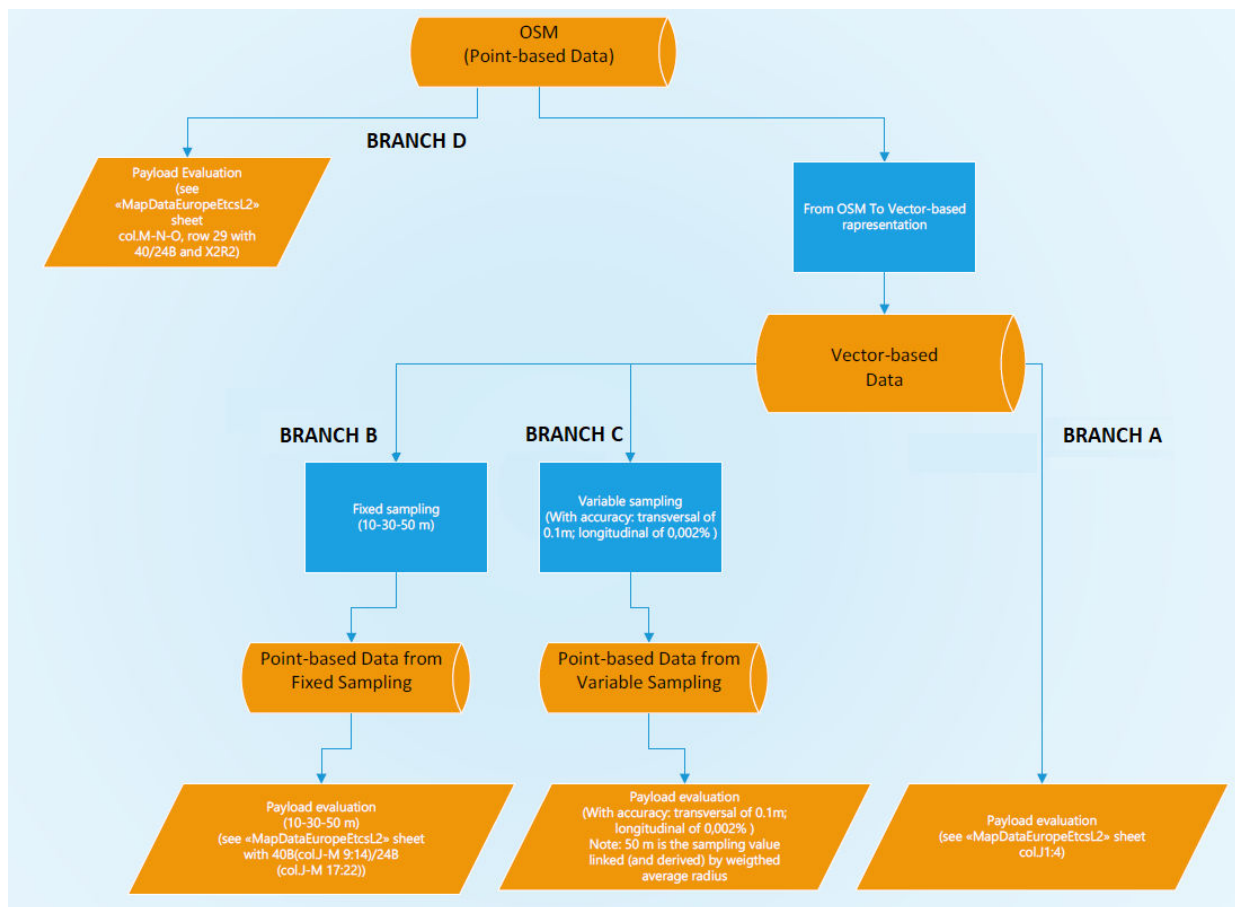 OSM
(Point-based Data)
BRANCH D
Payload Evaluation
(see
«MapDataEuropeEtcsL2»
sheet
col.M-N-O, row 29 with
40/24B and X2R2)
From OSM To Vector-based
rapresentation
Vector-based
Data
BRANCH B
BRANCH C
BRANCH A
Fixed sampling
(10-30-50 m)
Variable sampling
(With accuracy: transversal of
0.1m; longitudinal of 0,002% )
Point-based Data from
Fixed Sampling
Point-based Data from
Variable Sampling
Payload evaluation
(10-30-50 m)
(see «MapDataEuropeEtcsL2» sheet
with 40B(col.J-M 9:14)/24B
(col.J-M 17:22))
Payload evaluation
(With accuracy: transversal of 0.1m;
longitudinal of 0,002% )
Note: 50 m is the sampling value
linked (and derived) by weigthed
average radius
Payload evaluation
(see «MapDataEuropeEtcsL2» sheet
col.J1:4)